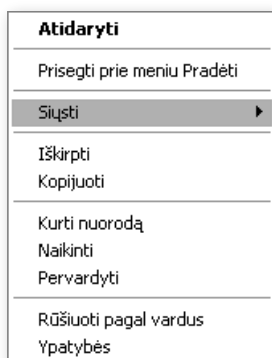 Atidaryti
Prisegti prie meniu Pradėti
Siųsti
Iškirpti
Kopijuoti
Kurti nuorodą
Naikinti
Pervardyti
Rūšiuoti pagal vardus
Ypatybės